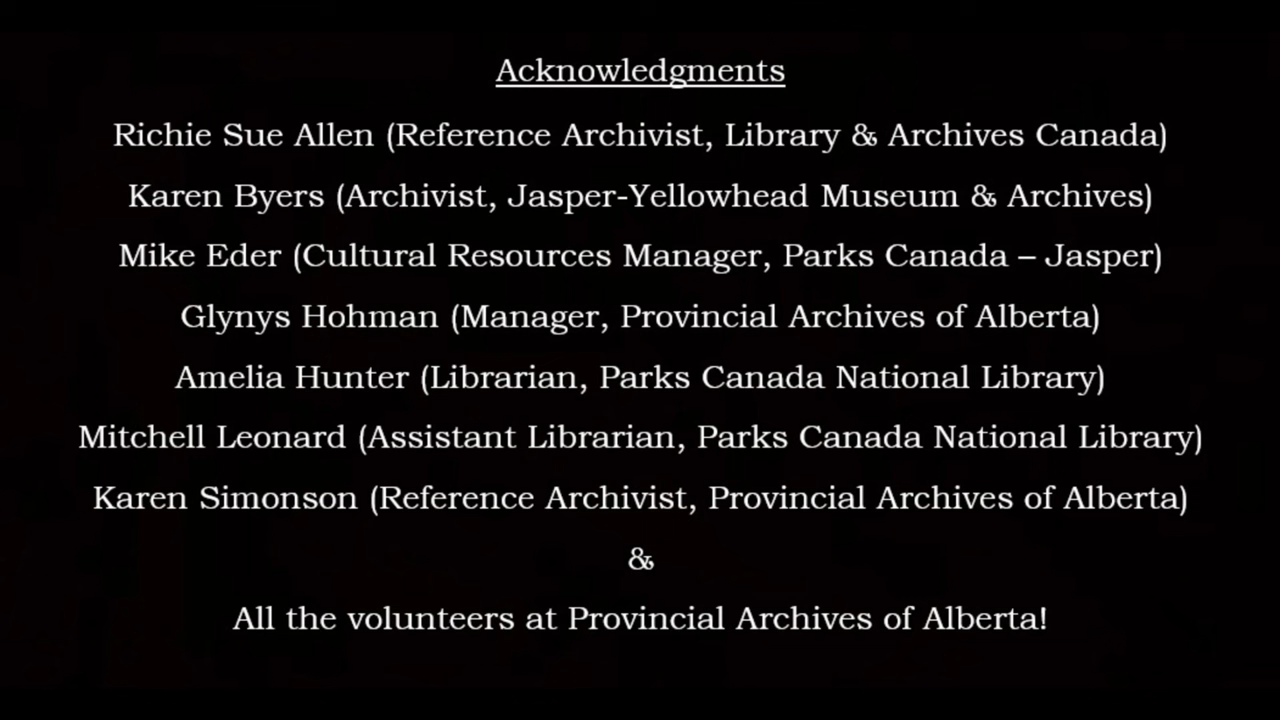 Acknowledgments
Richie Sue Allen (Reference Archivist, Library & Archives Canada)
Karen Byers (Archivist, Jasper-Yellowhead Museum & Archives)
Mike Eder (Cultural Resources Manager, Parks Canada – Jasper)
Glynys Hohman (Manager, Provincial Archives of Alberta)
Amelia Hunter (Librarian, Parks Canada National Library)
Mitchell Leonard (Assistant Librarian, Parks Canada National Library)
Karen Simonson (Reference Archivist, Provincial Archives of Alberta)
&
All the volunteers at Provincial Archives of Alberta!